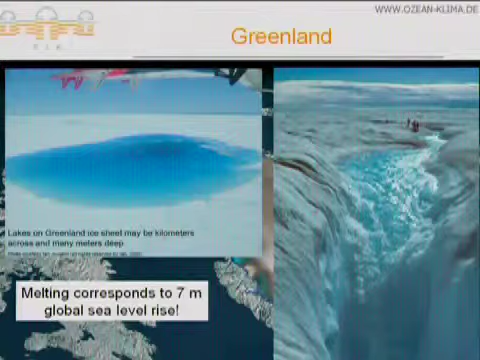 WWW.OZEAN-KLIMA.DE
P I K
Greenland
Lakes on Greenland ice sheet may be kilometers
across and many meters deep
Melting corresponds to 7 m
global sea level rise!